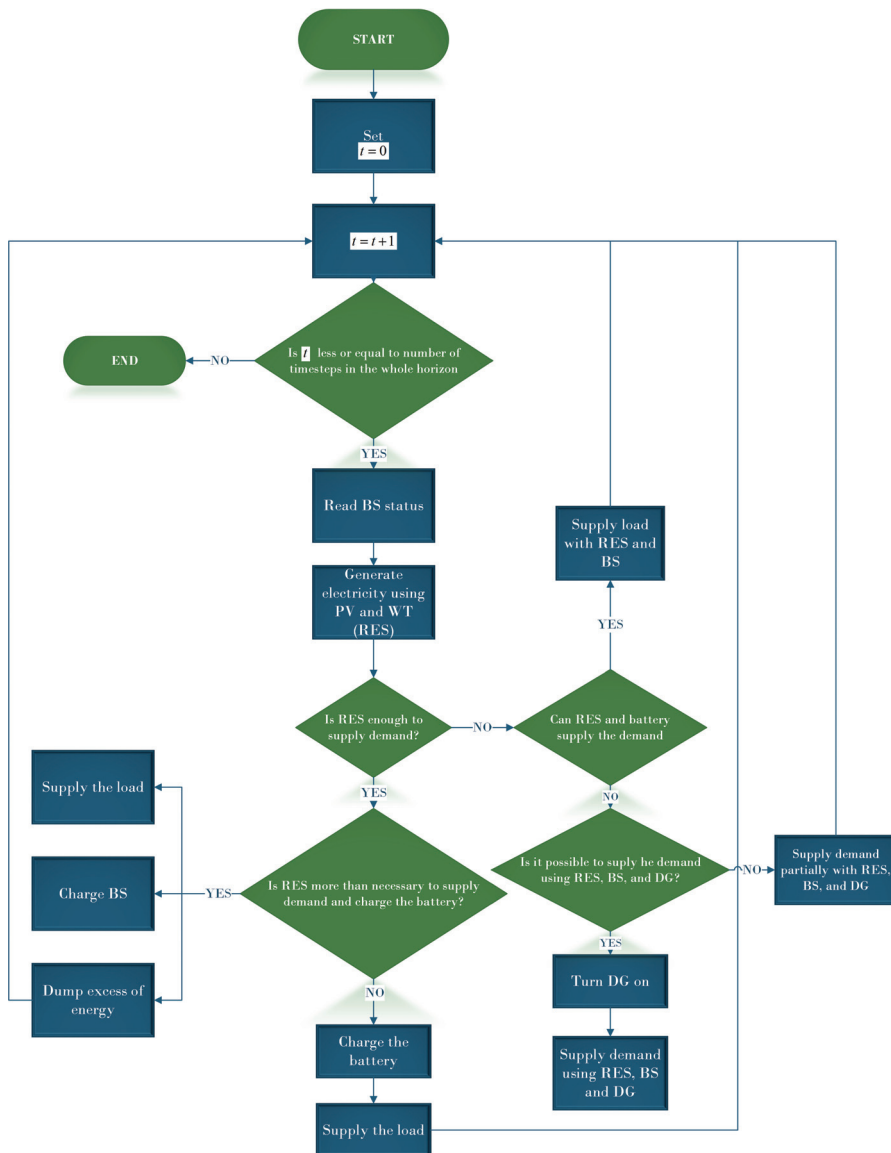 START
Set
t = 0
t = t+1
Is t less or equal to number of
timesteps in the whole horizon
NO
END
YES
Read BS status
Generate
electricity using
PV and WT
(RES)
Supply load
with RES and
BS
YES
Is RES enough to
supply demand?
NO
Can RES and battery
supply the demand
YES
NO
Supply the load
Charge BS
Dump excess of
energy
YES
Is RES more than necessary to supply
demand and charge the battery?
Is it possible to suply he demand
using RES, BS, and DG?
NO
Supply demand
partially with RES,
BS, and DG
YES
Turn DG on
Supply demand
using RES, BS
and DG
NO
Charge the
battery
Supply the load